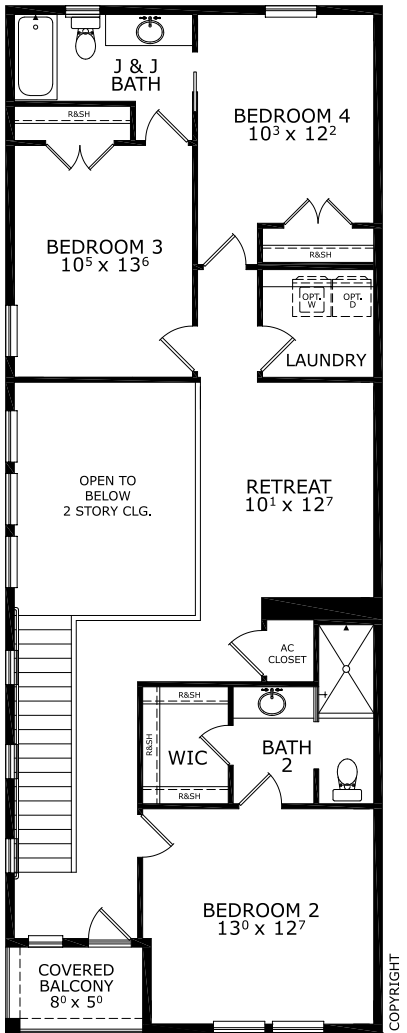 J & J
BATH
R&SH
BEDROOM 4
10³ x 12²
BEDROOM 3
10⁵ x 13⁶
R&SH
OPT.
W
OPT.
D
LAUNDRY
OPEN TO
BELOW
2 STORY CLG.
RETREAT
10¹ x 12⁷
AC
CLOSET
R&SH
R&SH
WIC
R&SH
BATH
2
BEDROOM 2
13⁰ x 12⁷
COVERED
BALCONY
8⁰ x 5⁰
COPYRIGHT